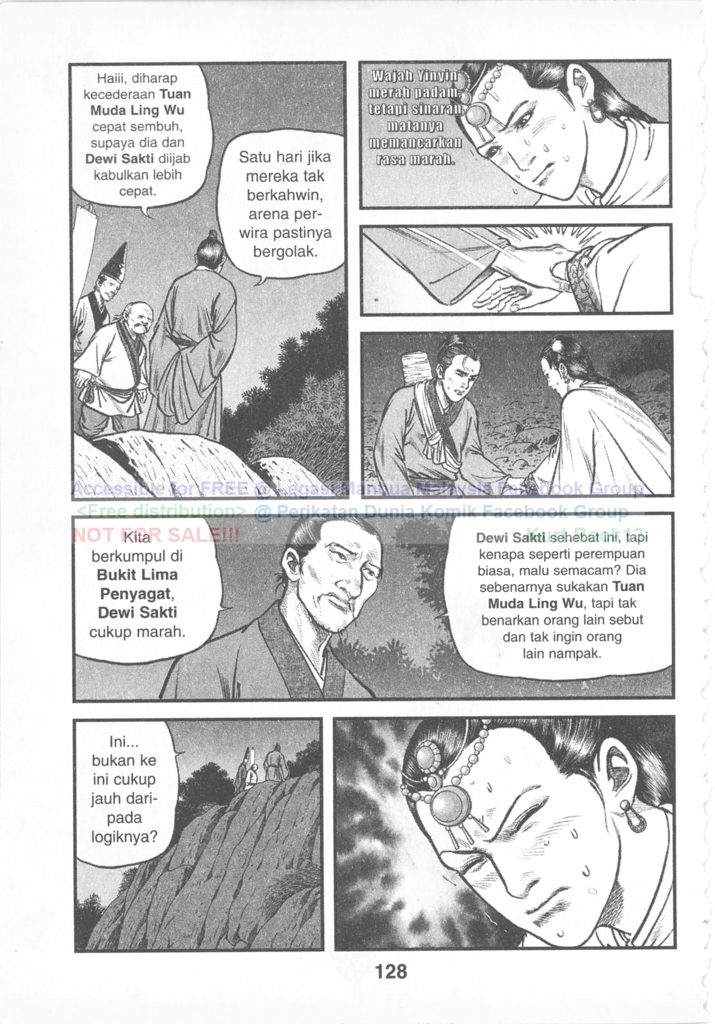 Haiii, diharap
kecederaan Tuan
Muda Ling Wu
cepat sembuh,
supaya dia dan
Dewi Sakti diijab
kabulkan lebih
cepat.
Satu hari jika
mereka tak
berkahwin,
arena per-
wira pastinya
bergolak.
Wajah Yinyin
merah padam
tetapi sinaran
matanya
memancarkan
rasa marah.
Accessible for FREE @ Legasi Manhua Malaysia Facebook Group
<Free distribution> @ Perikatan Dunia Komik Facebook Group
NOT FOR SALE!!!
Kita
berkumpul di
Bukit Lima
Penyagat,
Dewi Sakti
cukup marah.
Dewi Sakti sehebat ini, tapi
kenapa seperti perempuan
biasa, malu semacam? Dia
sebenarnya sukakan Tuan
Muda Ling Wu, tapi tak
benarkan orang lain sebut
dan tak ingin orang
lain nampak.
Ini...
bukan ke
ini cukup
jauh dari-
pada
logiknya?
128